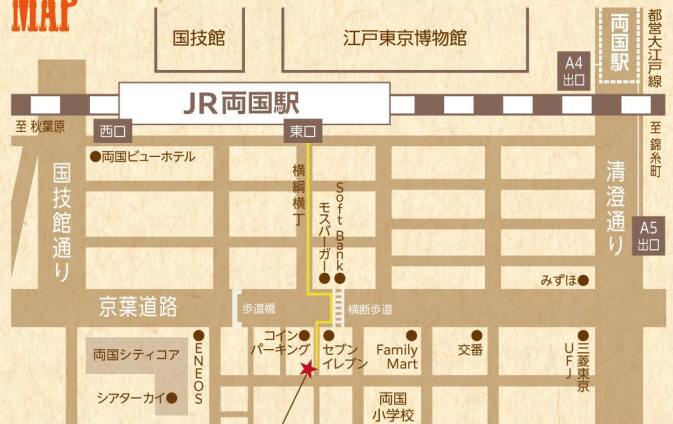 MAP
国技館
江戸東京博物館
両国駅
都営大江戸線
A4
出口
JR両国駅
至 秋葉原
西口
東口
至 錦糸町
両国ビューホテル
国技館通り
横綱横丁
Soft Bank
モスバーガー
清澄通り
A5
出口
みずほ
京葉道路
歩道橋
横断歩道
コイン
パーキング
セブン
イレブン
Family
Mart
交番
三菱東京
UFJ
両国シティコア
ENEOS
シアターカイ
両国
小学校